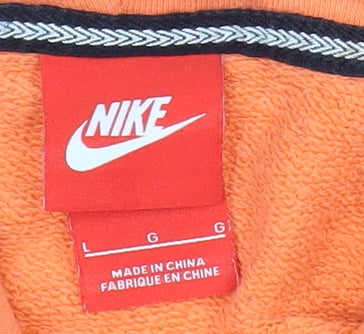 NIKE
L G G
MADE IN CHINA
FABRIQUE EN CHINE